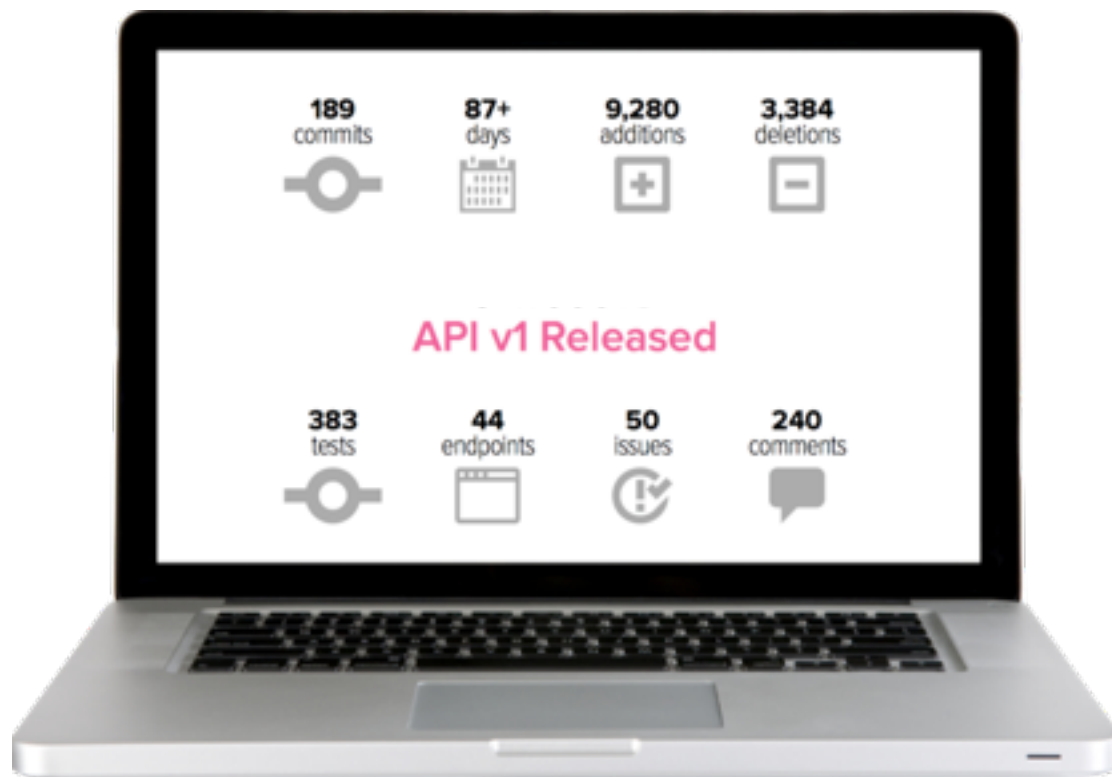 189 87+ 9,280 3,384
commits days additions deletions
API v1 Released
383 44 50 240
tests endpoints issues comments